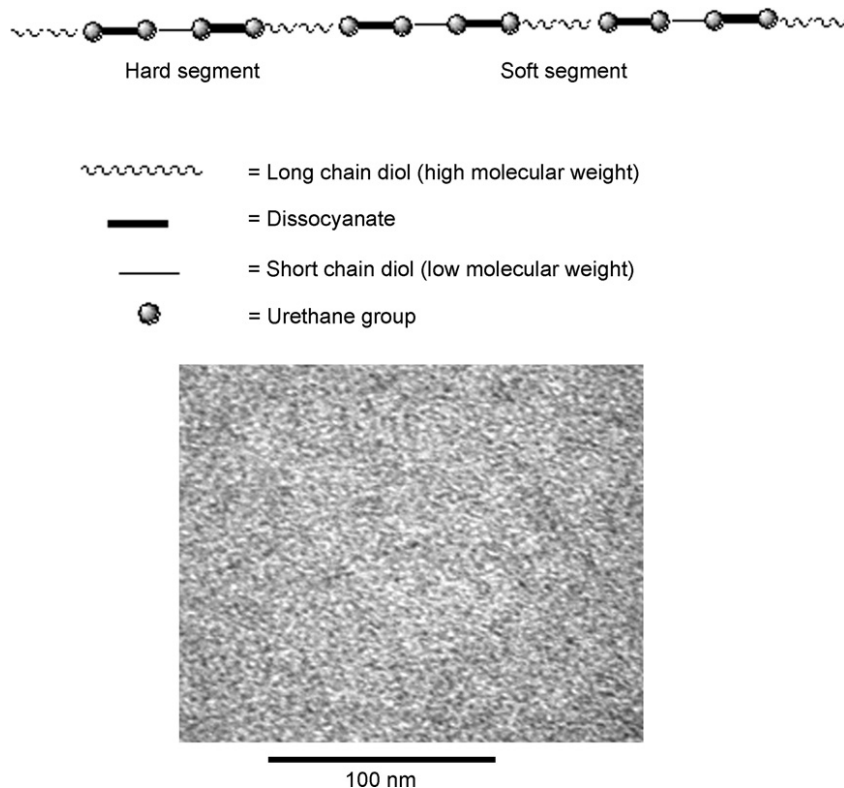 Hard segment Soft segment
= Long chain diol (high molecular weight)
= Dissocyanate
= Short chain diol (low molecular weight)
= Urethane group
100 nm